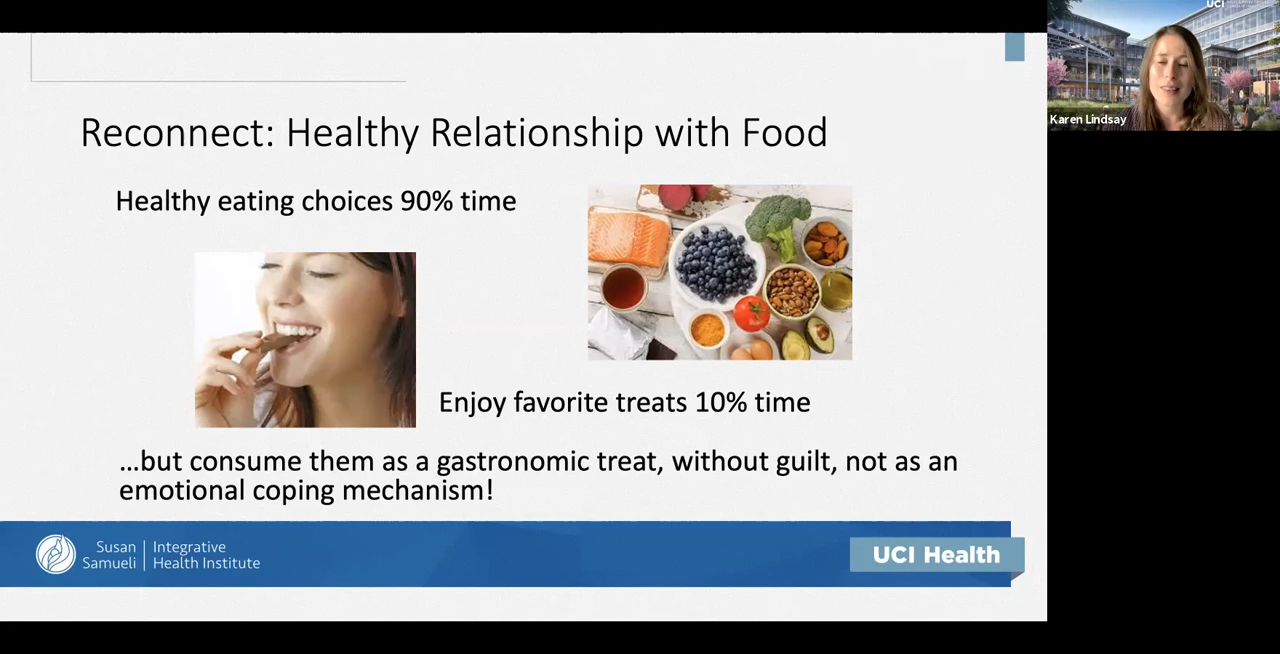 UCI
Karen Lindsay
Reconnect: Healthy Relationship with Food
Healthy eating choices 90% time
Enjoy favorite treats 10% time
...but consume them as a gastronomic treat, without guilt, not as an
emotional coping mechanism!
Susan
Samueli
Integrative
Health Institute
UCI Health